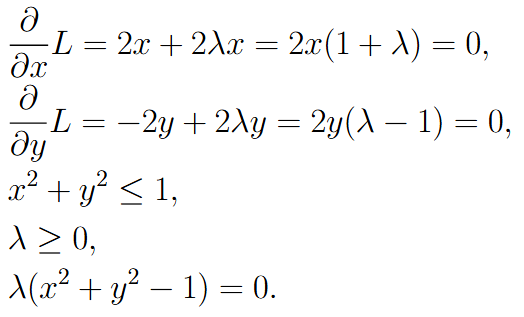 ∂/∂x L = 2x + 2λx = 2x(1 + λ) = 0,
∂/∂y L = −2y + 2λy = 2y(λ − 1) = 0,
x² + y² ≤ 1,
λ ≥ 0,
λ(x² + y² − 1) = 0.